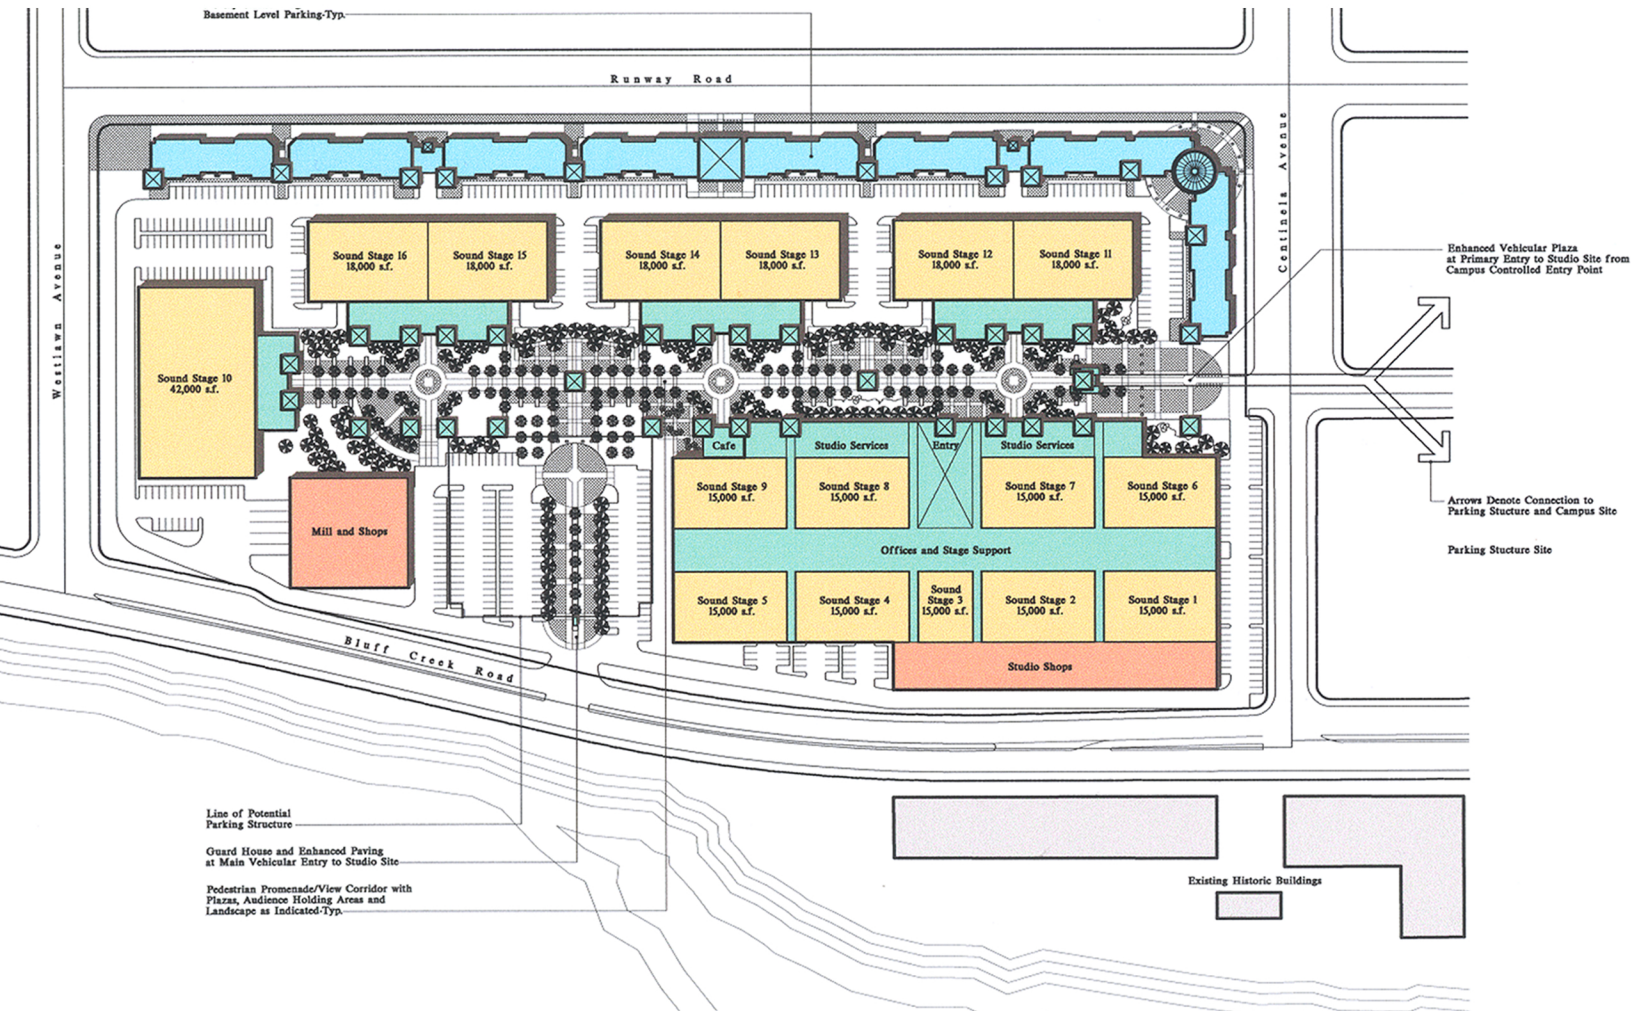 Basement Level Parking-Typ.
Runway Road
Centinela Avenue
Westlawn Avenue
Enhanced Vehicular Plaza
at Primary Entry to Studio Site from
Campus Controlled Entry Point
Sound Stage 16
18,000 s.f.
Sound Stage 15
18,000 s.f.
Sound Stage 14
18,000 s.f.
Sound Stage 13
18,000 s.f.
Sound Stage 12
18,000 s.f.
Sound Stage 11
18,000 s.f.
Sound Stage 10
42,000 s.f.
Cafe
Studio Services
Entry
Studio Services
Sound Stage 9
15,000 s.f.
Sound Stage 8
15,000 s.f.
Sound Stage 7
15,000 s.f.
Sound Stage 6
15,000 s.f.
Arrows Denote Connection to
Parking Stucture and Campus Site
Mill and Shops
Offices and Stage Support
Parking Stucture Site
Sound Stage 5
15,000 s.f.
Sound Stage 4
15,000 s.f.
Sound
Stage 3
15,000 s.f.
Sound Stage 2
15,000 s.f.
Sound Stage 1
15,000 s.f.
Bluff Creek Road
Studio Shops
Line of Potential
Parking Structure
Guard House and Enhanced Paving
at Main Vehicular Entry to Studio Site
Pedestrian Promenade/View Corridor with
Plazas, Audience Holding Areas and
Landscape as Indicated-Typ.
Existing Historic Buildings